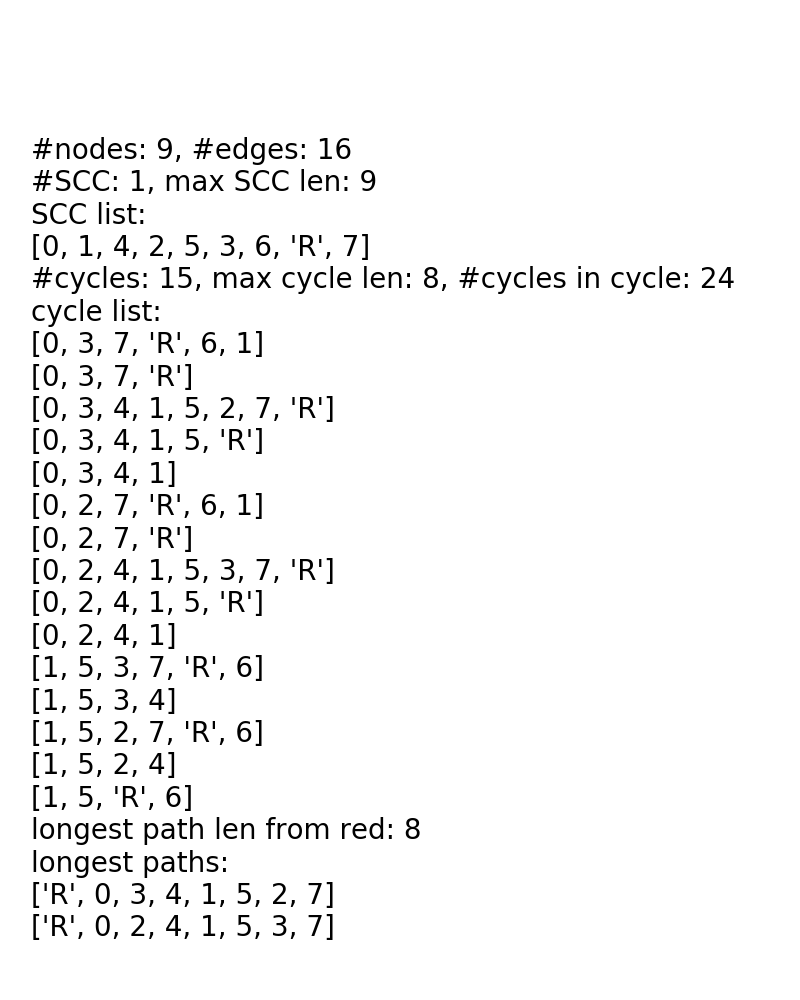 #nodes: 9, #edges: 16
#SCC: 1, max SCC len: 9
SCC list:
[0, 1, 4, 2, 5, 3, 6, 'R', 7]
#cycles: 15, max cycle len: 8, #cycles in cycle: 24
cycle list:
[0, 3, 7, 'R', 6, 1]
[0, 3, 7, 'R']
[0, 3, 4, 1, 5, 2, 7, 'R']
[0, 3, 4, 1, 5, 'R']
[0, 3, 4, 1]
[0, 2, 7, 'R', 6, 1]
[0, 2, 7, 'R']
[0, 2, 4, 1, 5, 3, 7, 'R']
[0, 2, 4, 1, 5, 'R']
[0, 2, 4, 1]
[1, 5, 3, 7, 'R', 6]
[1, 5, 3, 4]
[1, 5, 2, 7, 'R', 6]
[1, 5, 2, 4]
[1, 5, 'R', 6]
longest path len from red: 8
longest paths:
['R', 0, 3, 4, 1, 5, 2, 7]
['R', 0, 2, 4, 1, 5, 3, 7]